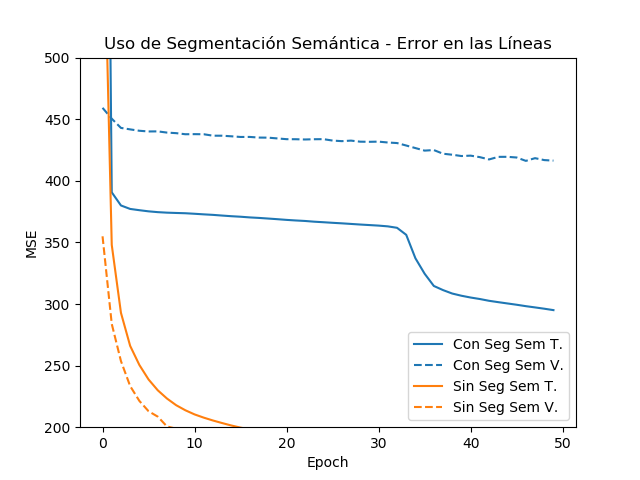 Uso de Segmentación Semántica - Error en las Líneas
500
450
400
350
300
250
200
MSE
0 10 20 30 40 50
Epoch
Con Seg Sem T.
Con Seg Sem V.
Sin Seg Sem T.
Sin Seg Sem V.